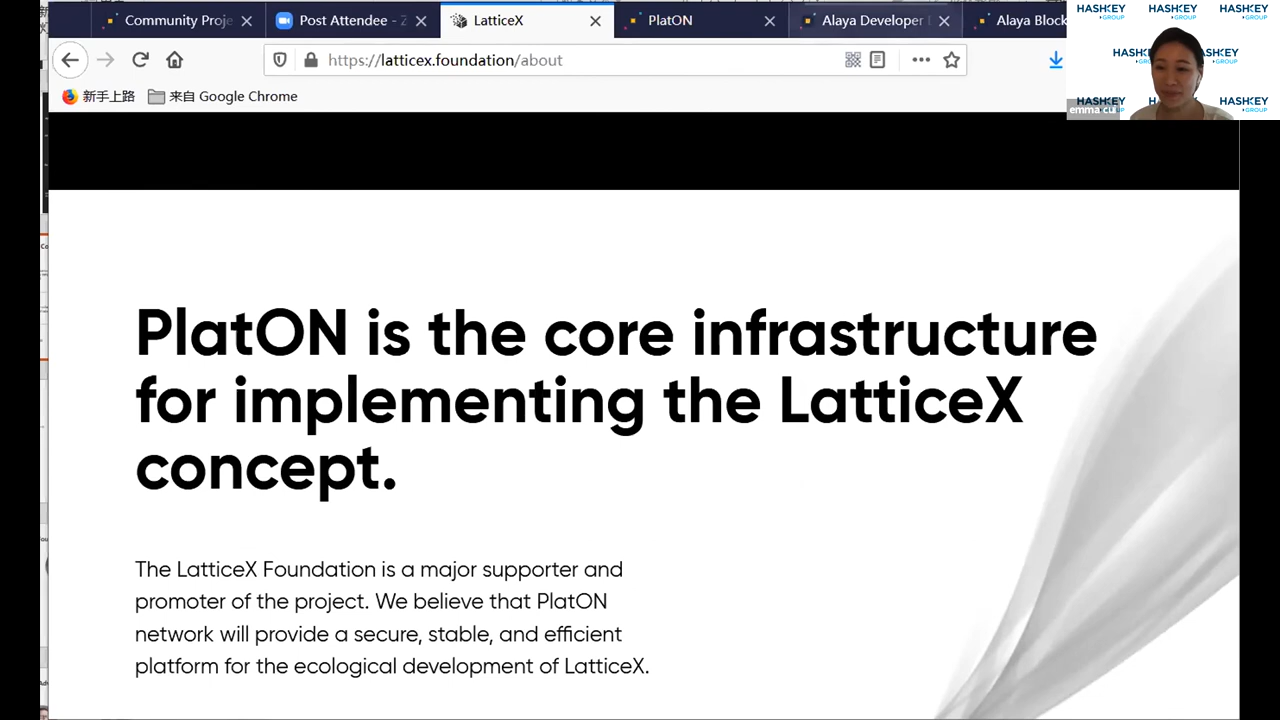 Community Proje
Post Attendee - Z
LatticeX
PlatON
Alaya Developer
Alaya Block
https://latticex.foundation/about
新手上路
来自 Google Chrome
HASHKEY GROUP
HASHKEY GROUP
HASHKEY GROUP
HASHKEY GROUP
HASHKEY GROUP
emma cui
PlatON is the core infrastructure
for implementing the LatticeX
concept.
The LatticeX Foundation is a major supporter and
promoter of the project. We believe that PlatON
network will provide a secure, stable, and efficient
platform for the ecological development of LatticeX.